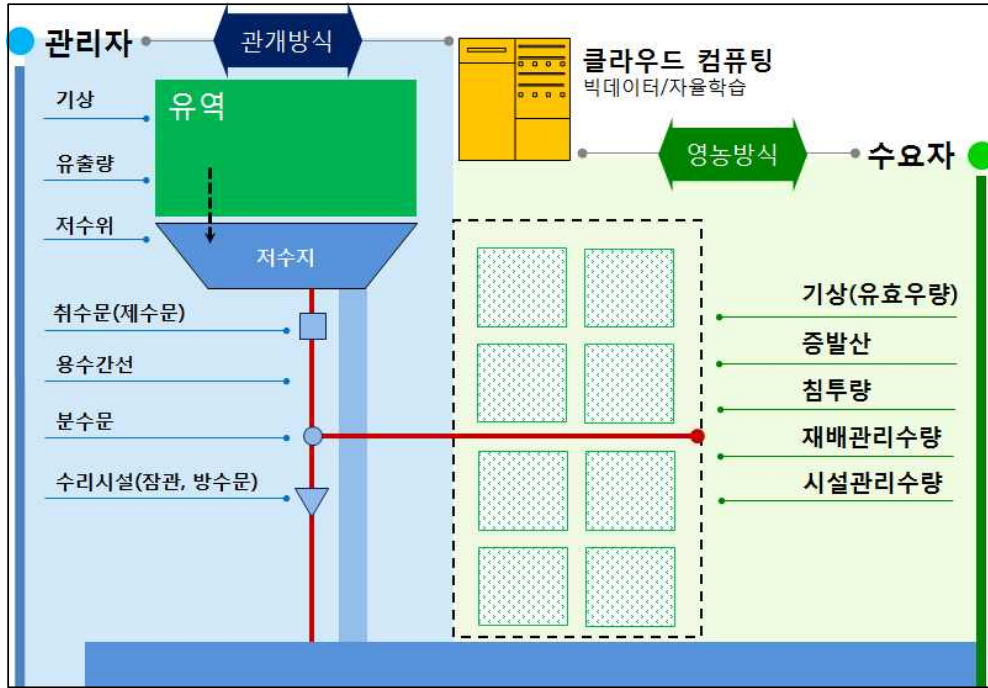 관리자
관개방식
클라우드 컴퓨팅
빅데이터/자율학습
영농방식
수요자
기상
유출량
저수위
취수문(제수문)
용수간선
분수문
수리시설(잠관, 방수문)
유역
저수지
기상(유효우량)
증발산
침투량
재배관리수량
시설관리수량